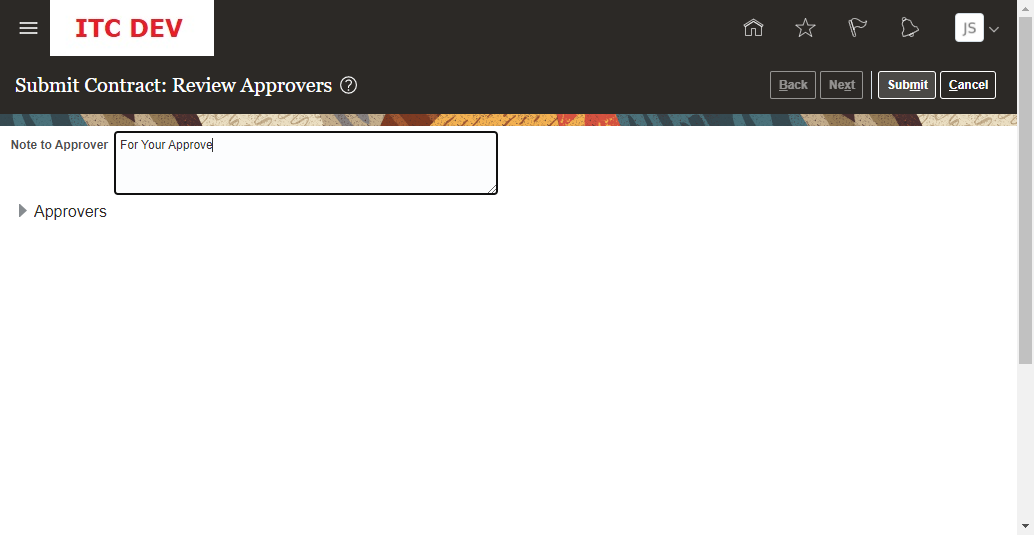 ITC DEV
JS
Submit Contract: Review Approvers
Back Next Submit Cancel
Note to Approver
For Your Approve
Approvers